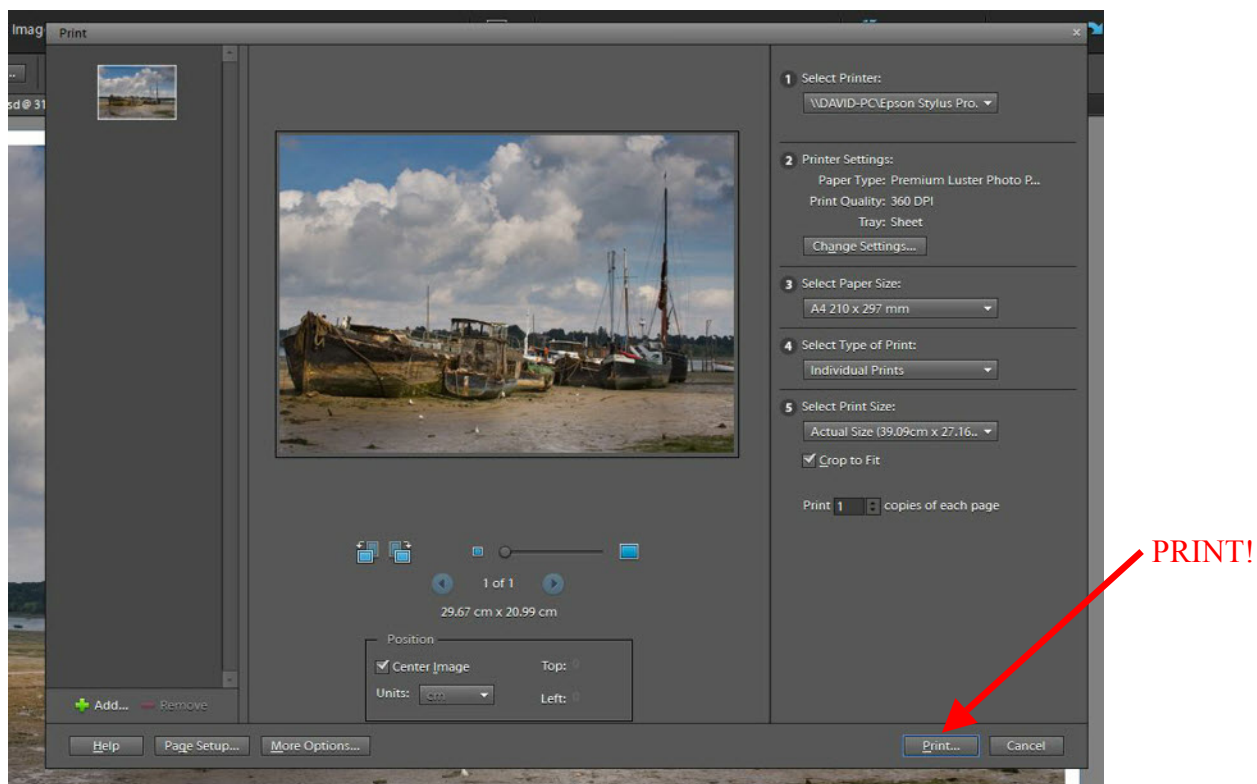 Imag
Print
...
sd @ 31
1 Select Printer:
\\DAVID-PC\Epson Stylus Pro.
2 Printer Settings:
Paper Type: Premium Luster Photo P...
Print Quality: 360 DPI
Tray: Sheet
Change Settings...
3 Select Paper Size:
A4 210 x 297 mm
4 Select Type of Print:
Individual Prints
5 Select Print Size:
Actual Size (39.09cm x 27.16..
Crop to Fit
Print 1 copies of each page
PRINT!
1 of 1
29.67 cm x 20.99 cm
Position
Center Image Top: 0
Units: cm Left: 0
Add... Remove
Help Page Setup... More Options... Print... Cancel